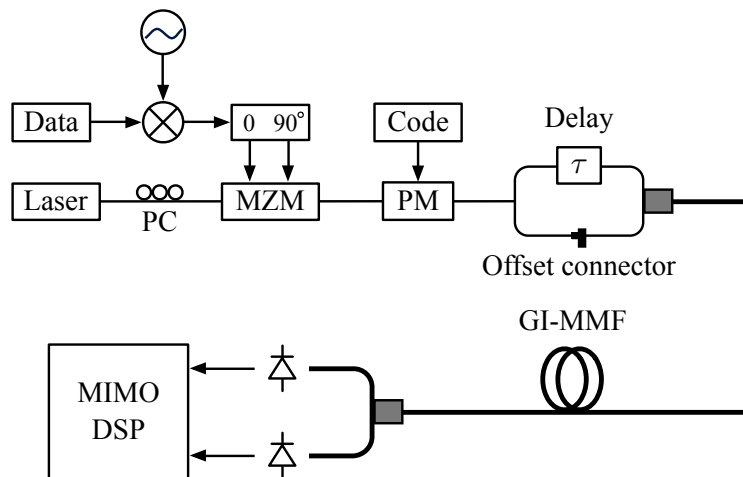 Data
0 90°
Code
Delay
τ
Laser
PC
MZM
PM
Offset connector
GI-MMF
MIMO
DSP